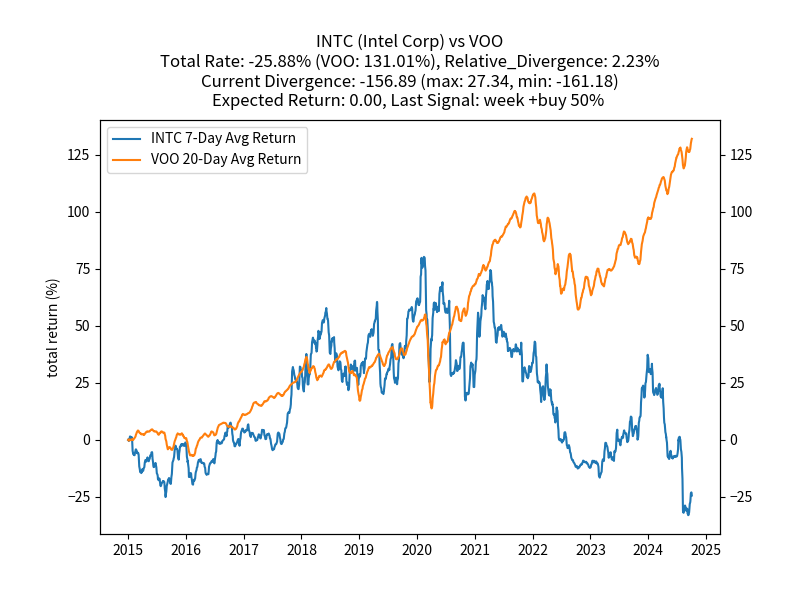 INTC (Intel Corp) vs VOO
Total Rate: -25.88% (VOO: 131.01%), Relative_Divergence: 2.23%
Current Divergence: -156.89 (max: 27.34, min: -161.18)
Expected Return: 0.00, Last Signal: week +buy 50%
INTC 7-Day Avg Return
VOO 20-Day Avg Return
total return (%)
125
100
75
50
25
0
−25
125
100
75
50
25
0
−25
2015 2016 2017 2018 2019 2020 2021 2022 2023 2024 2025